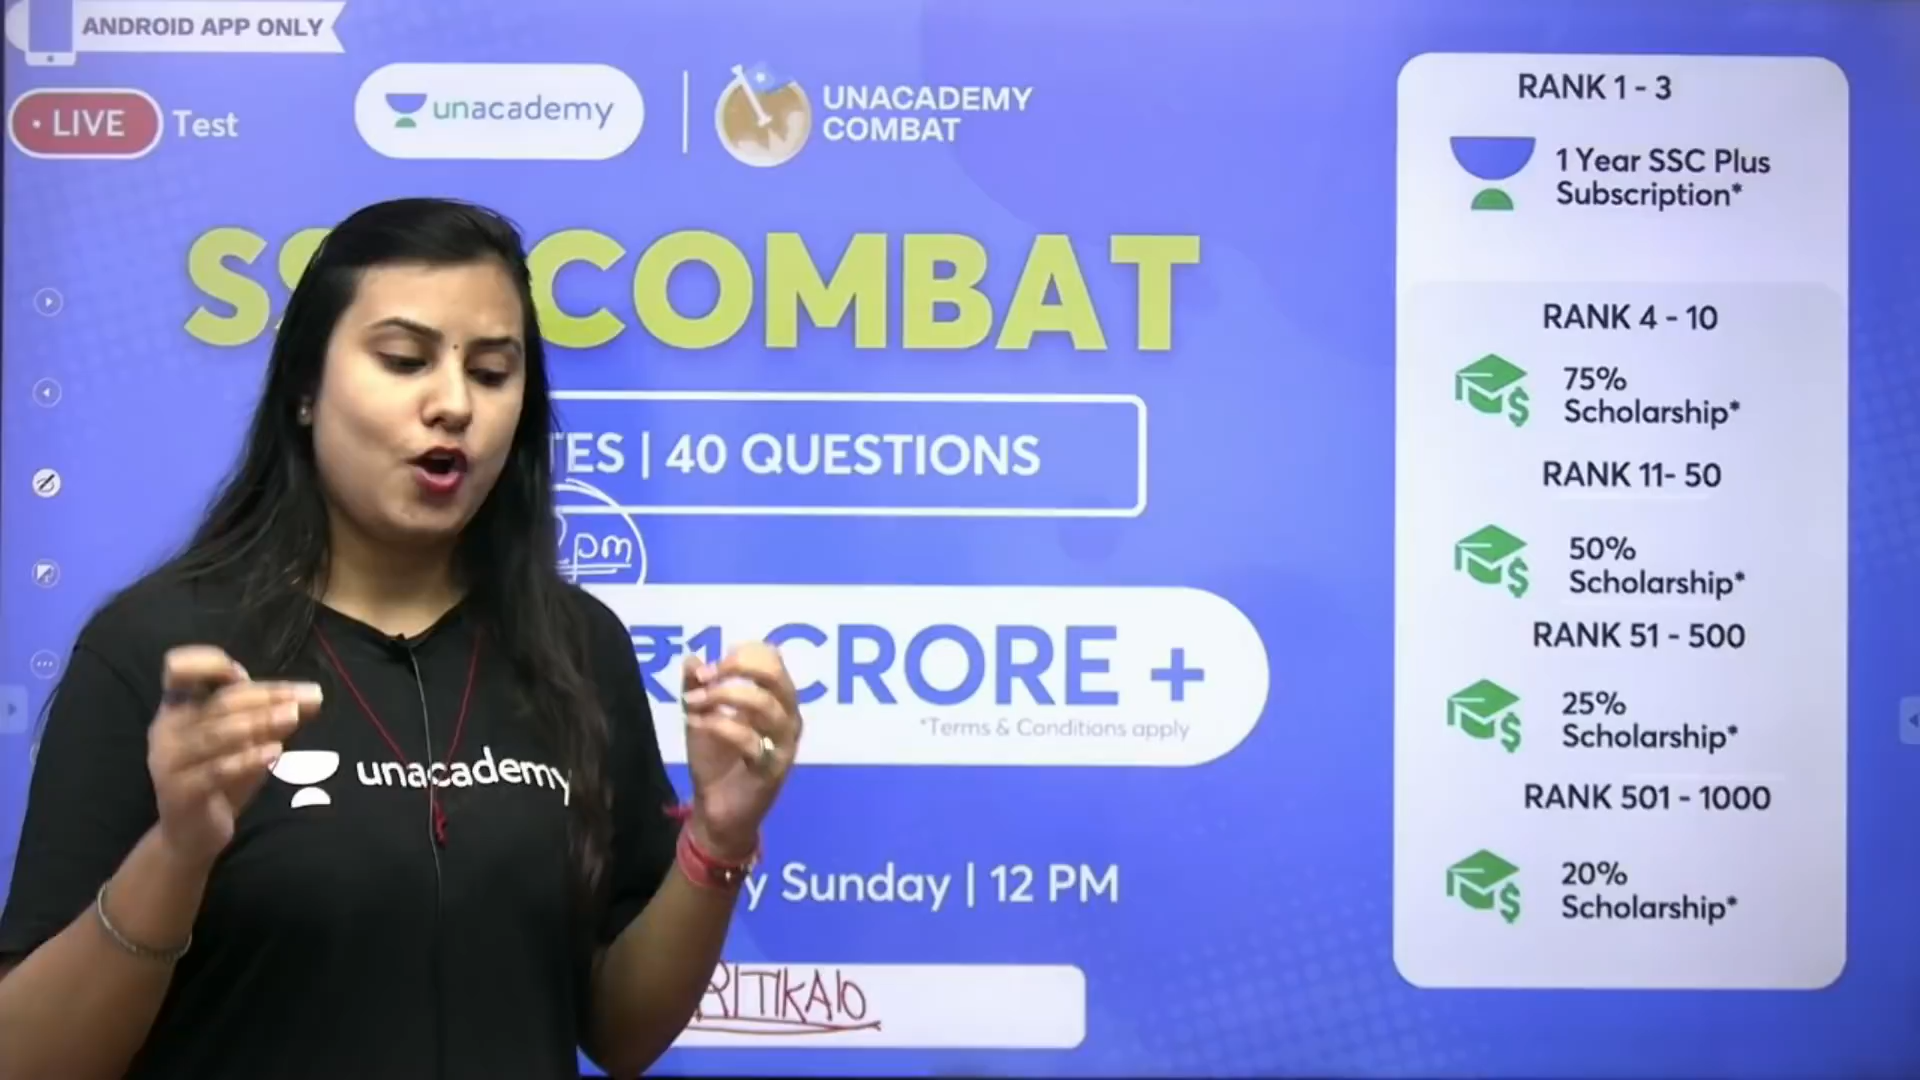 ANDROID APP ONLY
• LIVE Test
unacademy
UNACADEMY
COMBAT
COMBAT
| 40 QUESTIONS
pm
₹1 CRORE +
*Terms & Conditions apply
Sunday | 12 PM
RITIKA10
unacademy
RANK 1 - 3
1 Year SSC Plus
Subscription*
RANK 4 - 10
75%
Scholarship*
RANK 11- 50
50%
Scholarship*
RANK 51 - 500
25%
Scholarship*
RANK 501 - 1000
20%
Scholarship*